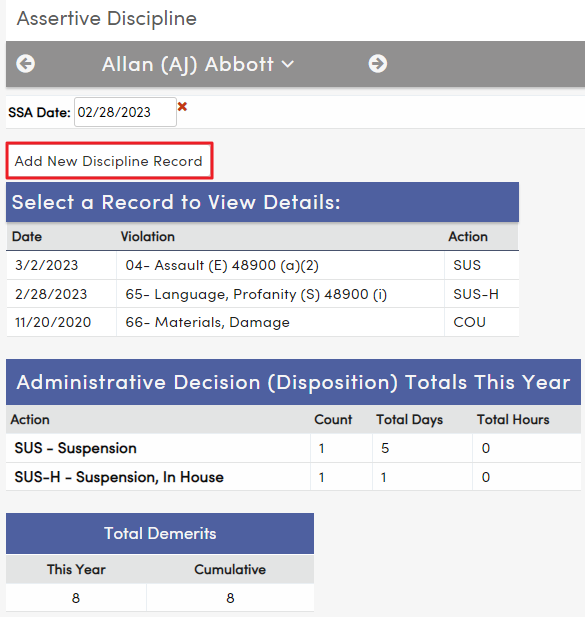 Assertive Discipline
Allan (AJ) Abbott
SSA Date: 02/28/2023
Add New Discipline Record
Select a Record to View Details:
Date Violation Action
3/2/2023 04- Assault (E) 48900 (a)(2) SUS
2/28/2023 65- Language, Profanity (S) 48900 (i) SUS-H
11/20/2020 66- Materials, Damage COU
Administrative Decision (Disposition) Totals This Year
Action Count Total Days Total Hours
SUS - Suspension 1 5 0
SUS-H - Suspension, In House 1 1 0
Total Demerits
This Year Cumulative
8 8